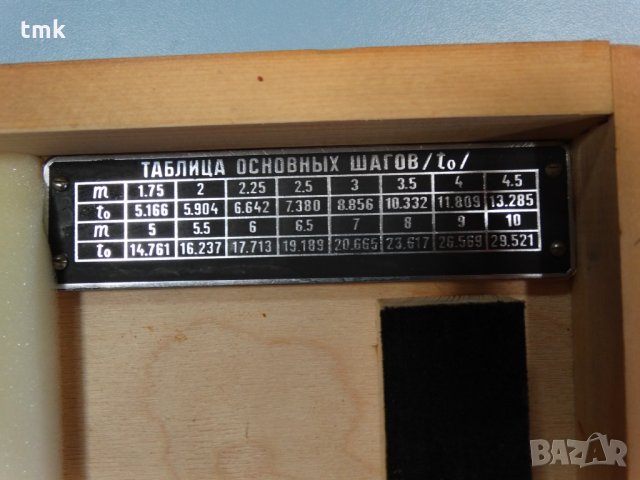 tmk
ТАБЛИЦА ОСНОВНЫХ ШАГОВ /t₀/
m 1.75 2 2.25 2.5 3 3.5 4 4.5
t₀ 5.166 5.904 6.642 7.380 8.856 10.332 11.809 13.285
m 5 5.5 6 6.5 7 8 9 10
t₀ 14.761 16.237 17.713 19.189 20.665 23.617 26.569 29.521
BAZAR